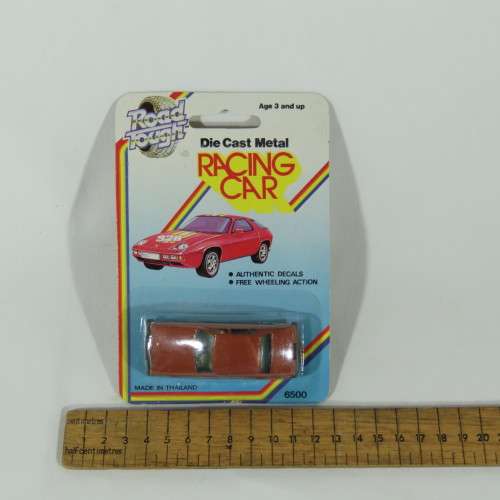 Road
Tough
Age 3 and up
Die Cast Metal
RACING
CAR
928
• AUTHENTIC DECALS
• FREE WHEELING ACTION
MADE IN THAILAND
6500
centimetres
1 2 3 4 5 6 7 8 9 10 11 12 13 14 15 16 17 18 19 20
half centimetres